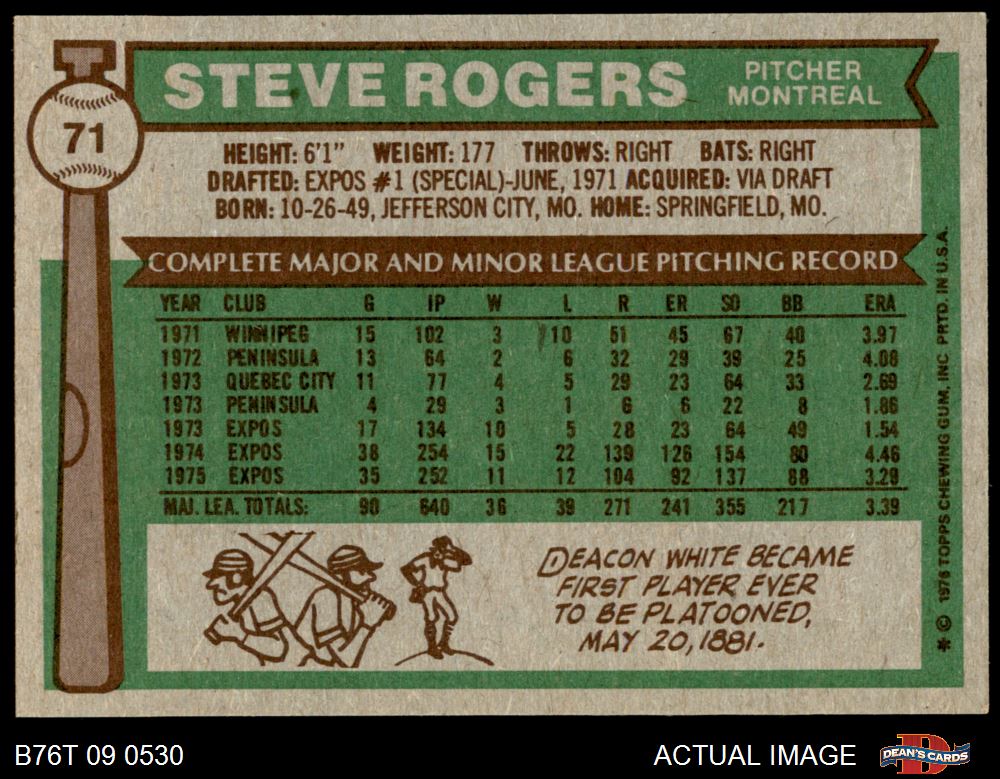 71
STEVE ROGERS
PITCHER
MONTREAL
HEIGHT: 6'1" WEIGHT: 177 THROWS: RIGHT BATS: RIGHT
DRAFTED: EXPOS #1 (SPECIAL)-JUNE, 1971 ACQUIRED: VIA DRAFT
BORN: 10-26-49, JEFFERSON CITY, MO. HOME: SPRINGFIELD, MO.
COMPLETE MAJOR AND MINOR LEAGUE PITCHING RECORD
YEAR CLUB G IP W L R ER SO BB ERA
1971 WINNIPEG 15 102 3 10 51 45 67 40 3.97
1972 PENINSULA 13 64 2 6 32 29 39 25 4.08
1973 QUEBEC CITY 11 77 4 5 29 23 64 33 2.69
1973 PENINSULA 4 29 3 1 6 6 22 8 1.86
1973 EXPOS 17 134 10 5 28 23 64 49 1.54
1974 EXPOS 38 254 15 22 139 126 154 80 4.46
1975 EXPOS 35 252 11 12 104 92 137 88 3.29
MAJ. LEA. TOTALS: 90 640 36 39 271 241 355 217 3.39
DEACON WHITE BECAME
FIRST PLAYER EVER
TO BE PLATOONED,
MAY 20, 1881.
* © 1976 TOPPS CHEWING GUM, INC PRTD. IN U.S.A.
B76T 09 0530
ACTUAL IMAGE
DEAN'S CARDS